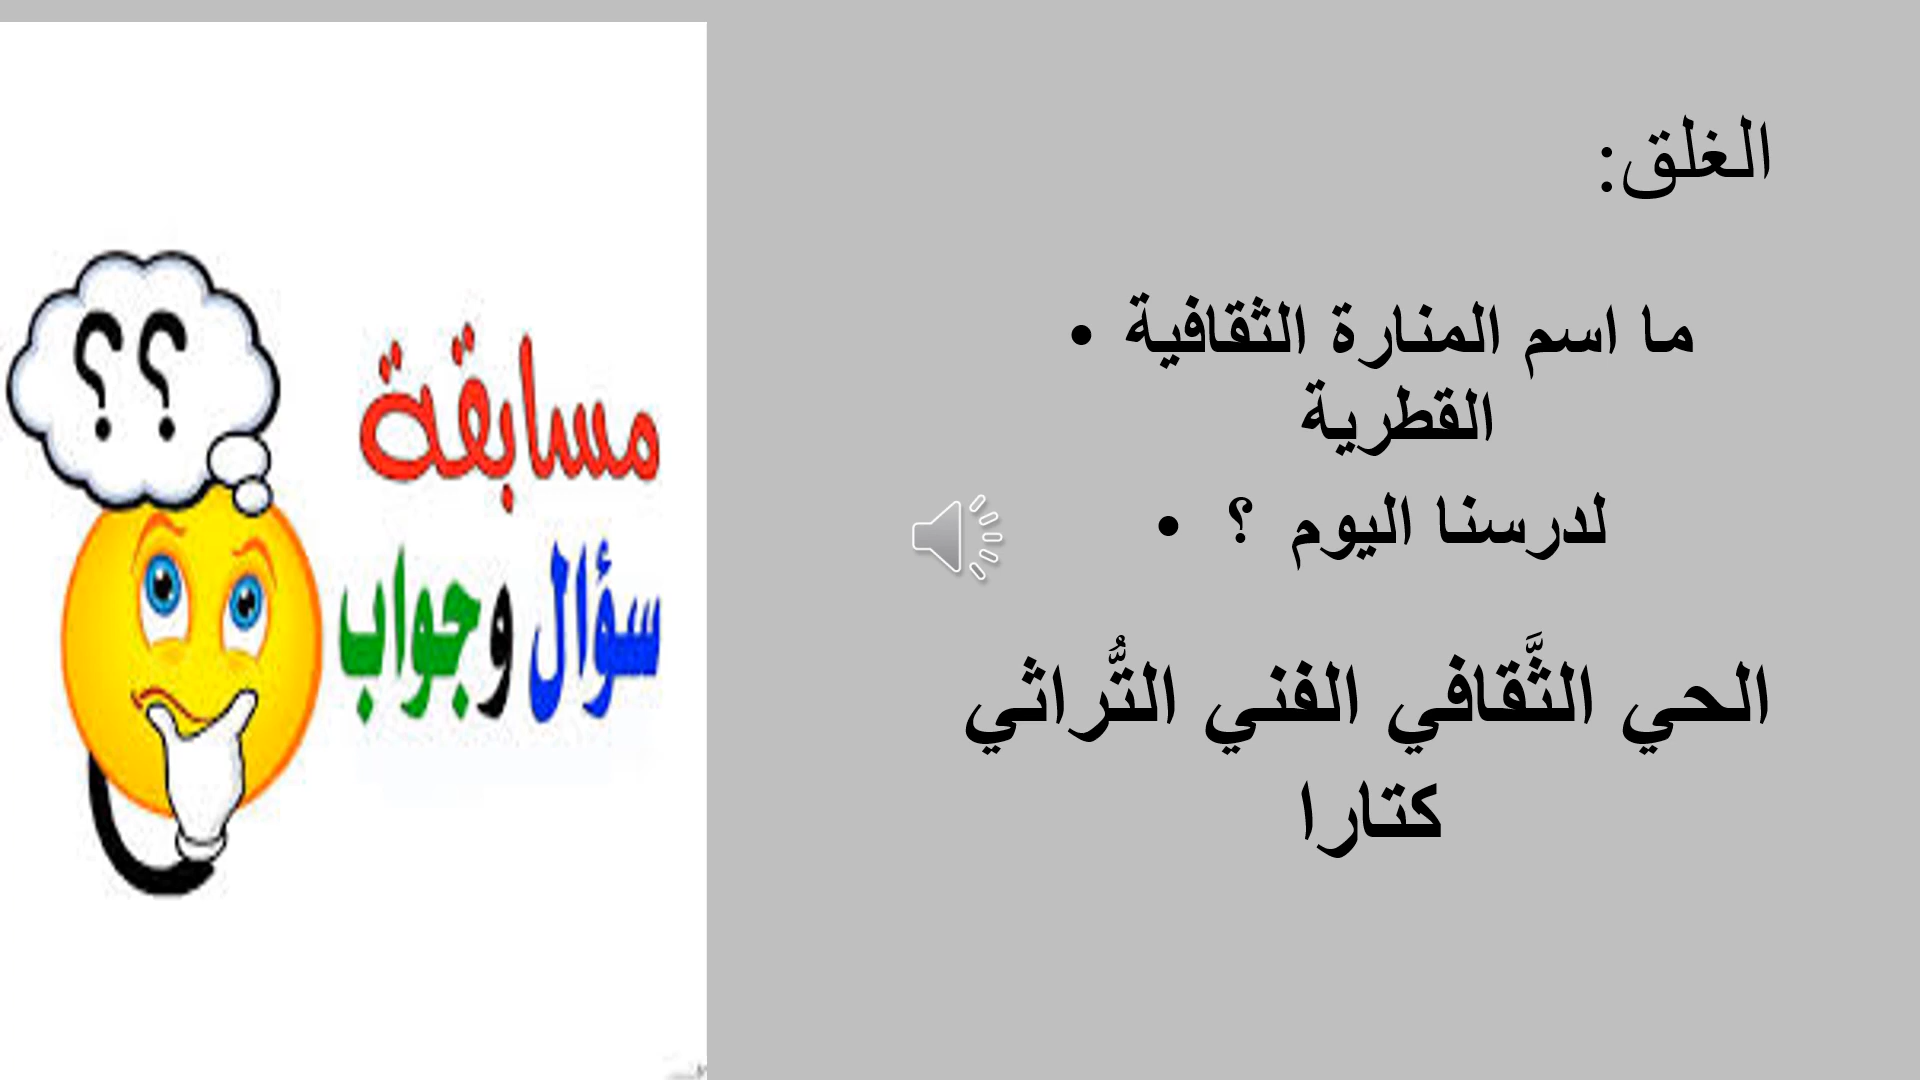 الغلق:
ما اسم المنارة الثقافية •
القطرية
لدرسنا اليوم ؟ •
الحي الثَّقافي الفني التُّراثي
كتارا
؟؟
مسابقة
سؤال وجواب